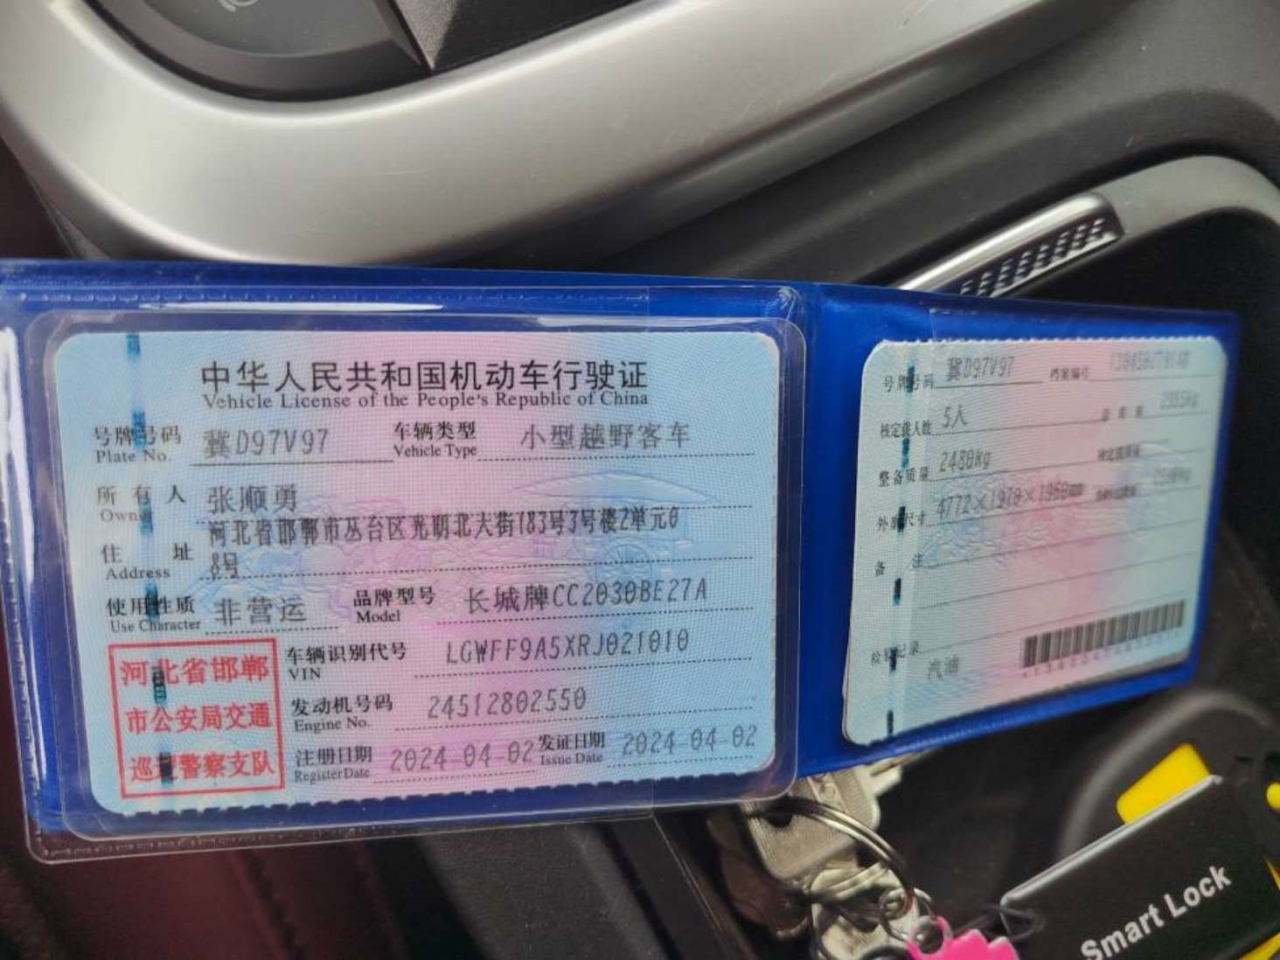 中华人民共和国机动车行驶证
Vehicle License of the People's Republic of China
号牌号码 冀D97V97 车辆类型 小型越野客车
Plate No. Vehicle Type
所有人 张顺勇
Owner
住址 河北省邯郸市丛台区光明北大街183号3号楼2单元0
8号
Address
使用性质 非营运 品牌型号 长城牌CC2030BE27A
Use Character Model
车辆识别代号 LGWFF9A5XRJ021010
VIN
发动机号码 24512802550
Engine No.
注册日期 2024-04-02 发证日期 2024-04-02
Register Date Issue Date
河北省邯郸
市公安局交通
巡逻警察支队
号牌号码 冀D97V97 档案编号
核定载人数 5人 总质量
整备质量 2480kg
外廓尺寸 4772×1970×1960mm
备注
检验记录
汽油
Smart Lock